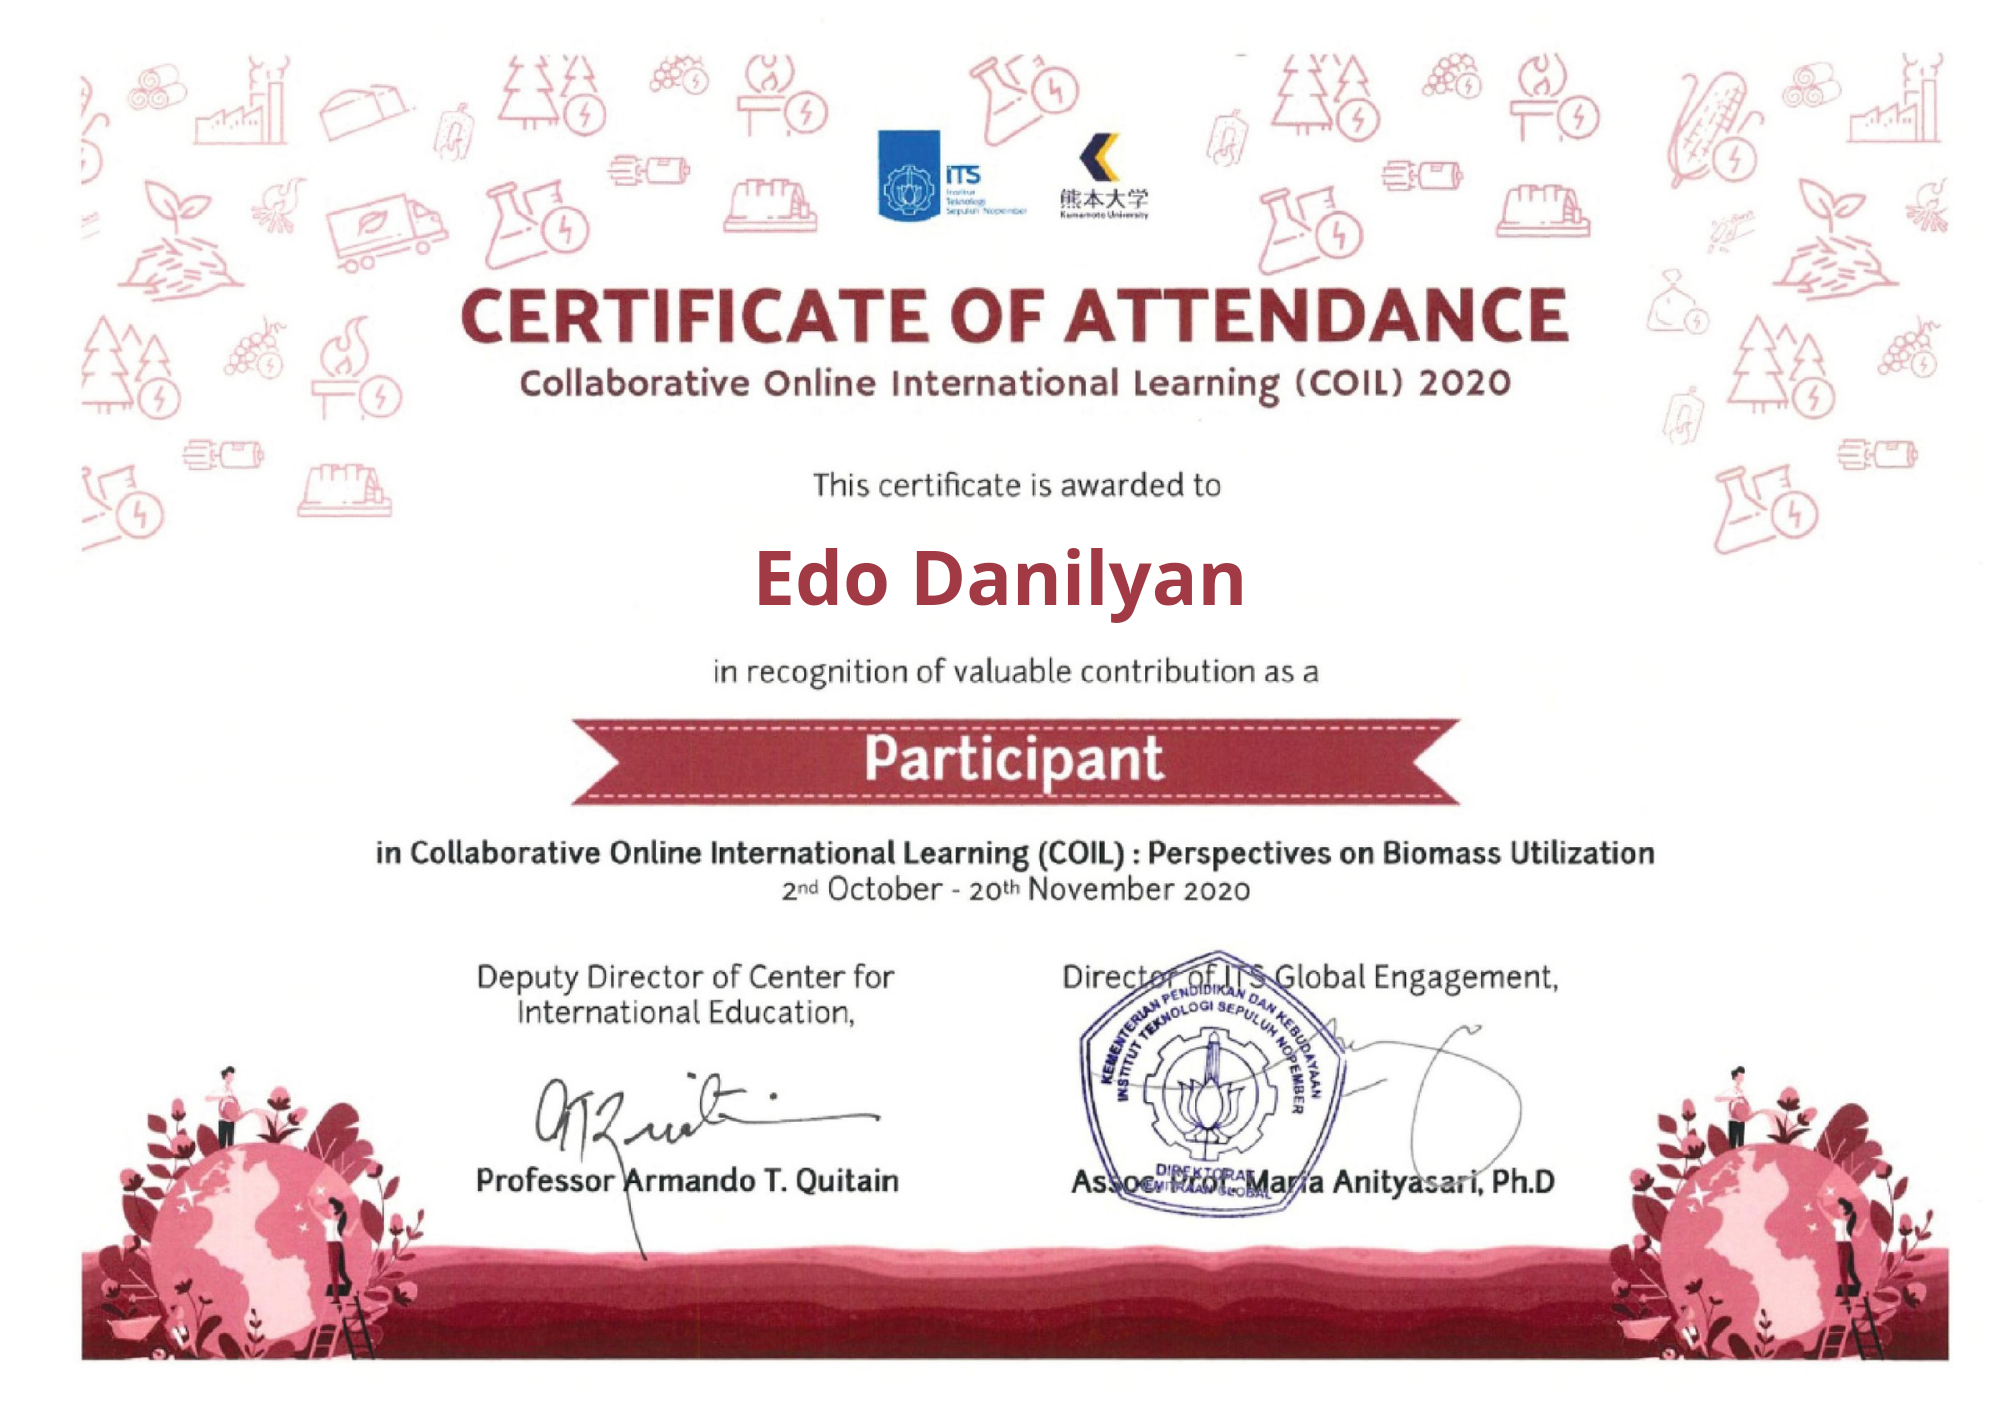 iTS
Institut
Teknologi
Sepuluh Nopember
熊本大学
Kumamoto University
CERTIFICATE OF ATTENDANCE
Collaborative Online International Learning (COIL) 2020
This certificate is awarded to
Edo Danilyan
in recognition of valuable contribution as a
Participant
in Collaborative Online International Learning (COIL) : Perspectives on Biomass Utilization
2nd October - 20th November 2020
Deputy Director of Center for
International Education,
Professor Armando T. Quitain
Director of ITS Global Engagement,
KEMENTERIAN PENDIDIKAN DAN KEBUDAYAAN
INSTITUT TEKNOLOGI SEPULUH NOPEMBER
DIREKTORAT
KEMITRAAN GLOBAL
Assoc. Prof. Maria Anityasari, Ph.D